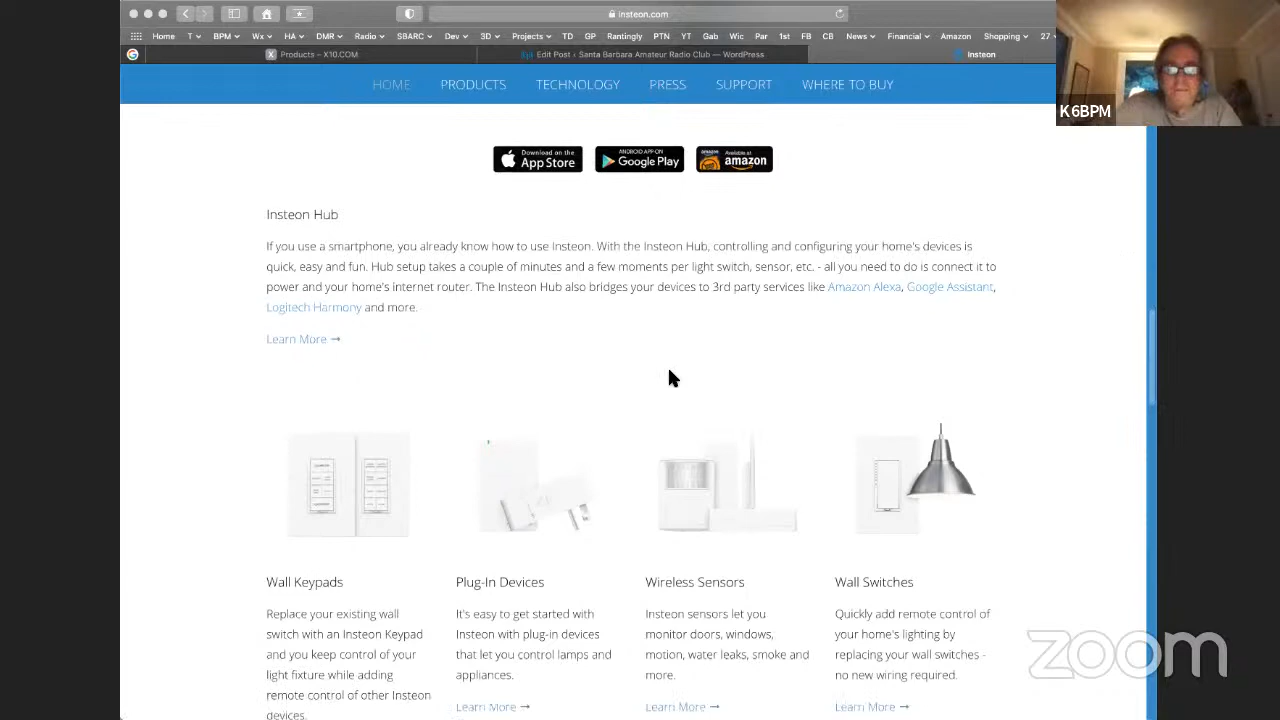 insteon.com
Home T BPM Wx HA DMR Radio SBARC Dev 3D Projects TD GP Rantingly PTN YT Gab Wic Par 1st FB CB News Financial Amazon Shopping 27
Products – X10.COM
Edit Post ‹ Santa Barbara Amateur Radio Club — WordPress
Insteon
K6BPM
HOME PRODUCTS TECHNOLOGY PRESS SUPPORT WHERE TO BUY
Download on the
App Store
ANDROID APP ON
Google Play
Available at
amazon
Insteon Hub
If you use a smartphone, you already know how to use Insteon. With the Insteon Hub, controlling and configuring your home's devices is
quick, easy and fun. Hub setup takes a couple of minutes and a few moments per light switch, sensor, etc. - all you need to do is connect it to
power and your home's internet router. The Insteon Hub also bridges your devices to 3rd party services like Amazon Alexa, Google Assistant,
Logitech Harmony and more.
Learn More →
Wall Keypads
Replace your existing wall
switch with an Insteon Keypad
and you keep control of your
light fixture while adding
remote control of other Insteon
devices.
Plug-In Devices
It's easy to get started with
Insteon with plug-in devices
that let you control lamps and
appliances.
Learn More →
Wireless Sensors
Insteon sensors let you
monitor doors, windows,
motion, water leaks, smoke and
more.
Learn More →
Wall Switches
Quickly add remote control of
your home's lighting by
replacing your wall switches -
no new wiring required.
Learn More →
zoom